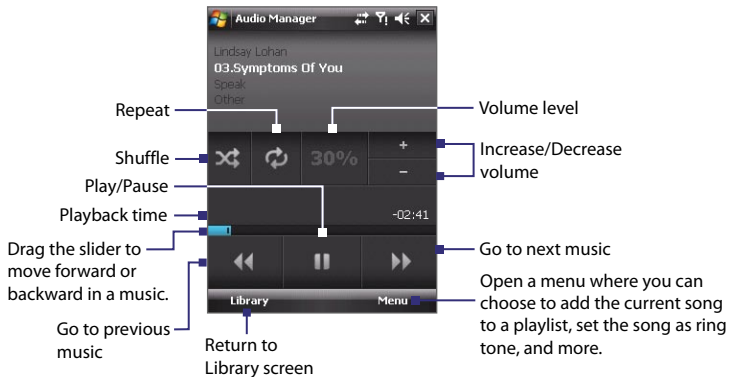 Audio Manager
Lindsay Lohan
03.Symptoms Of You
Speak
Other
Repeat
Volume level
30%
+
−
Increase/Decrease
volume
Shuffle
Play/Pause
Playback time
-02:41
Drag the slider to
move forward or
backward in a music.
Go to next music
Library
Menu
Open a menu where you can
choose to add the current song
to a playlist, set the song as ring
tone, and more.
Go to previous
music
Return to
Library screen